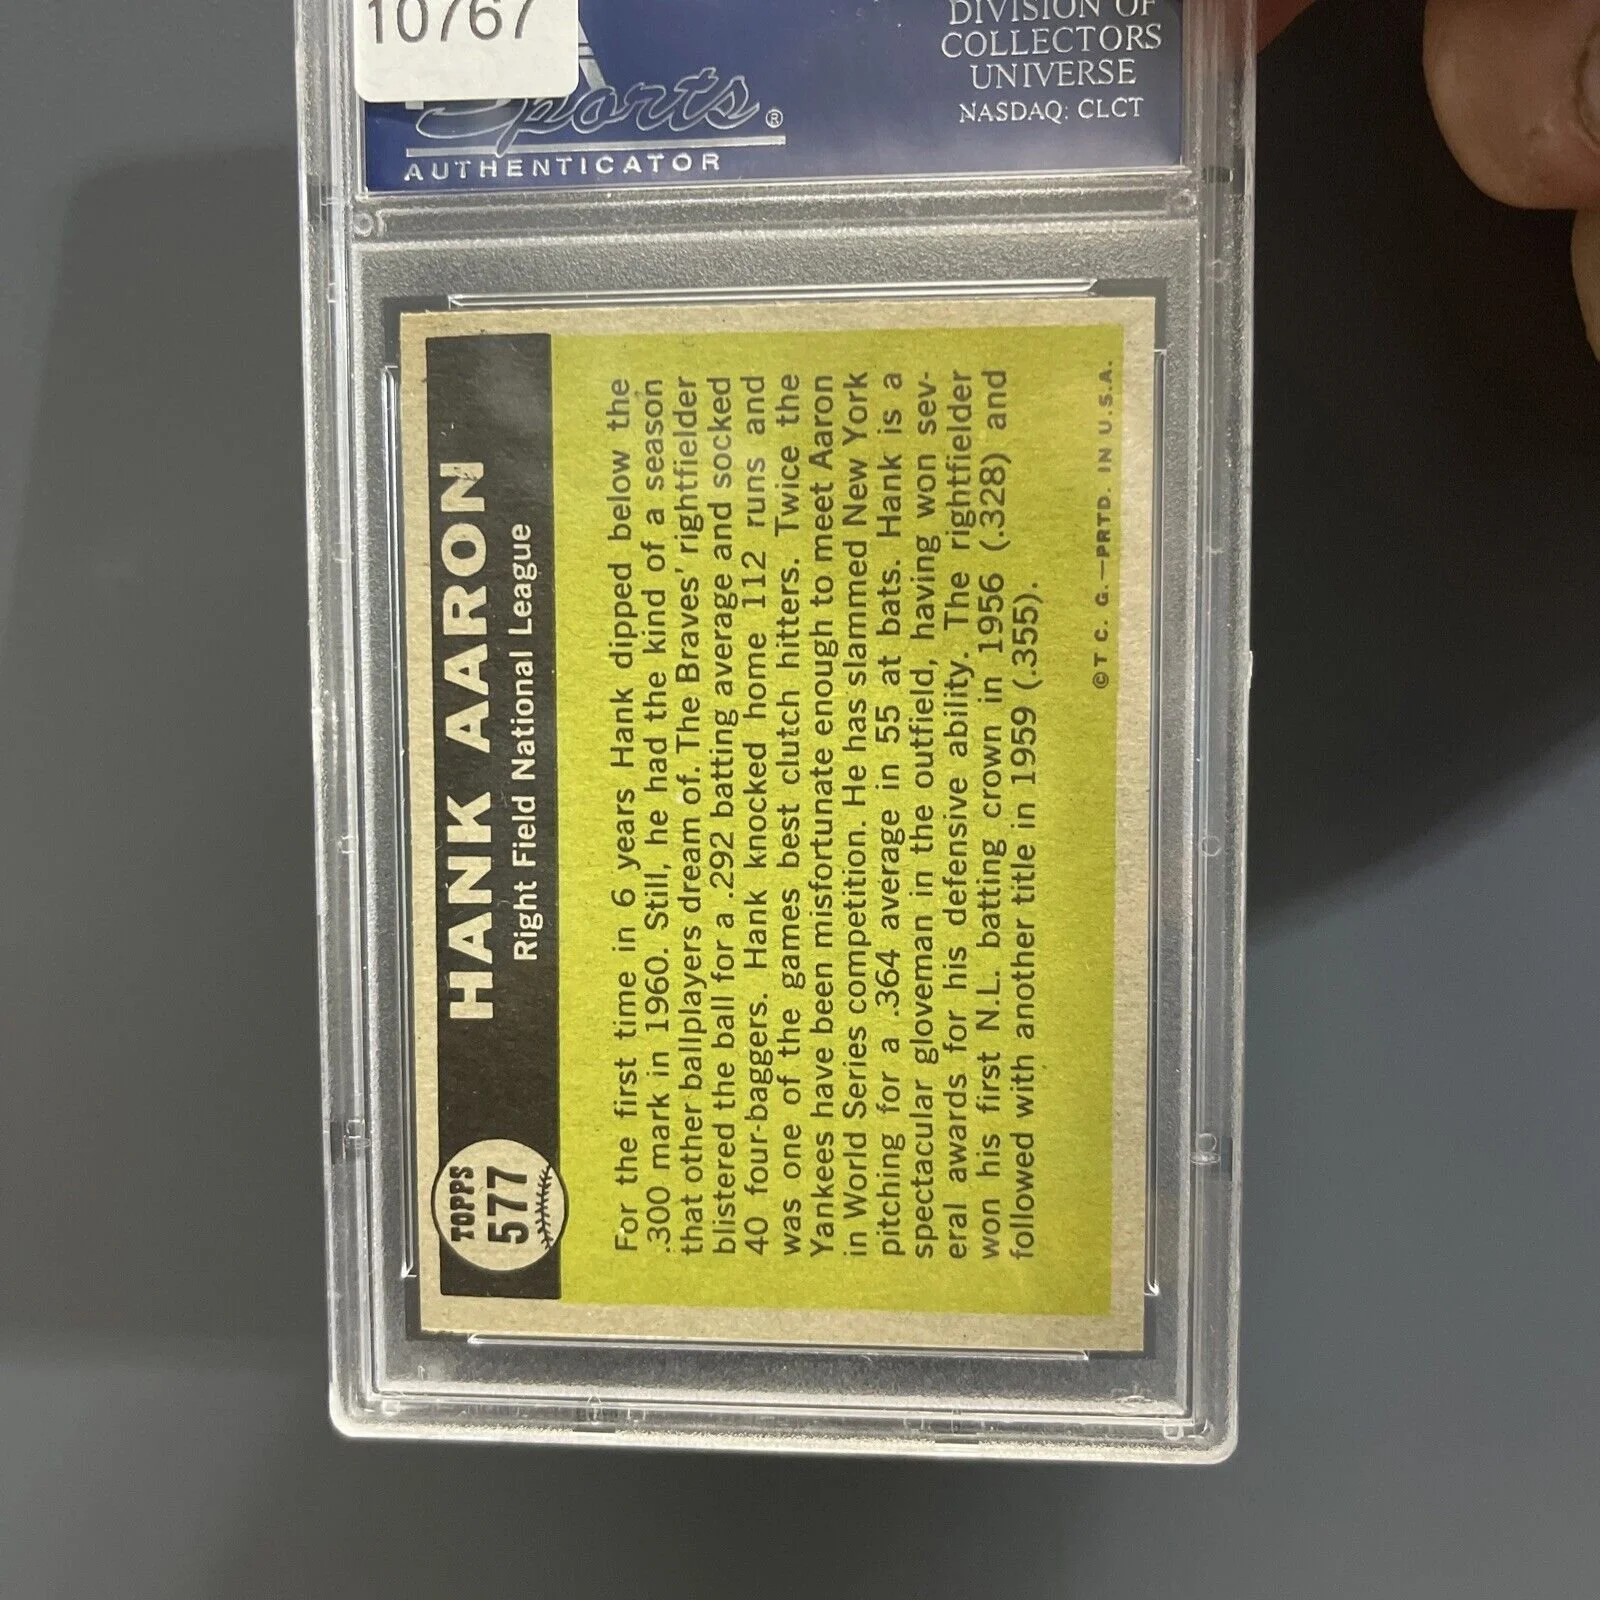 10767
Sports ®
AUTHENTICATOR
DIVISION OF
COLLECTORS
UNIVERSE
NASDAQ: CLCT
TOPPS
577
HANK AARON
Right Field National League
For the first time in 6 years Hank dipped below the
.300 mark in 1960. Still, he had the kind of a season
that other ballplayers dream of. The Braves' rightfielder
blistered the ball for a .292 batting average and socked
40 four-baggers. Hank knocked home 112 runs and
was one of the games best clutch hitters. Twice the
Yankees have been misfortunate enough to meet Aaron
in World Series competition. He has slammed New York
pitching for a .364 average in 55 at bats. Hank is a
spectacular gloveman in the outfield, having won sev-
eral awards for his defensive ability. The rightfielder
won his first N.L. batting crown in 1956 (.328) and
followed with another title in 1959 (.355).
© T. C. G.—PRTD. IN U.S.A.